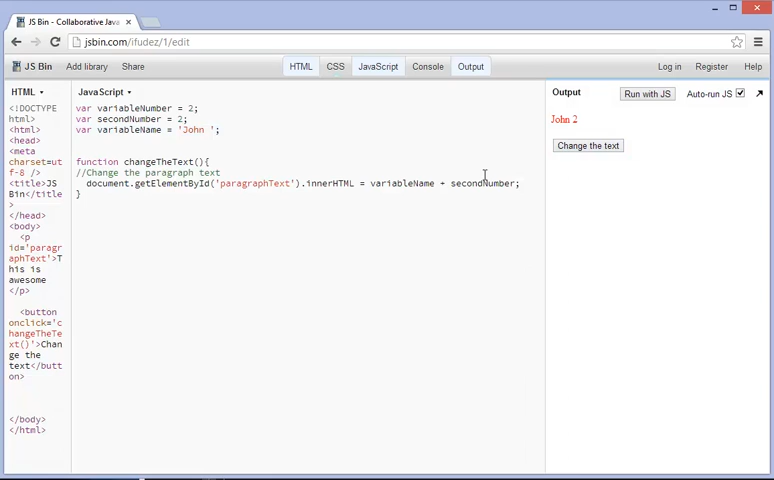 JS Bin - Collaborative Java
jsbin.com/ifudez/1/edit
JS Bin Add library Share HTML CSS JavaScript Console Output Log in Register Help
HTML
<!DOCTYPE
html>
<html>
<head>
<meta
charset=ut
f-8 />
<title>JS
Bin</title
>
</head>
<body>
<p
id='paragr
aphText'>T
his is
awesome
</p>
<button
onclick='c
hangeTheTe
xt()'>Chan
ge the
text</butt
on>
</body>
</html>
JavaScript
var variableNumber = 2;
var secondNumber = 2;
var variableName = 'John ';
function changeTheText(){
//Change the paragraph text
document.getElementById('paragraphText').innerHTML = variableName + secondNumber;
}
Output Run with JS Auto-run JS
John 2
Change the text